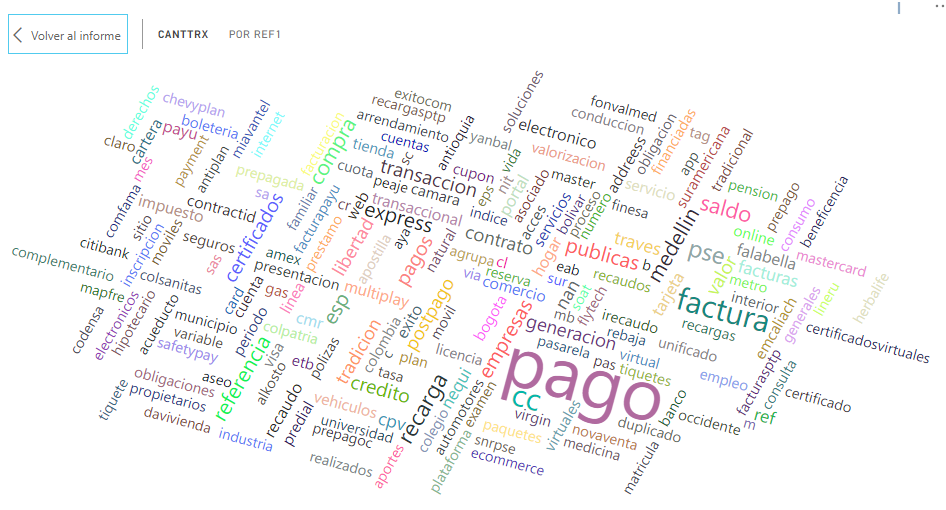 Volver al informe
CANTTRX
POR REF1
derechos
chevyplan
boleteria
miavantel
internet
cartera
payu
claro
mes
payment
antiplan
comfama
impuesto
contractid
sitio
citibank
inscripcion
moviles
seguros
sas
complementario
mapfre
colsanitas
codensa
electronicos
hipotecario
acueducto
municipio
variable
safetypay
card
cuenta
periodo
gas
linea
obligaciones
propietarios
aseo
tiquete
davivienda
industria
referencia
alkosto
visa
colpatria
recaudo
predial
etb
polizas
cmr
esp
certificados
sa
prepagada
familiar
facturapayu
amex
presentacion
prestamo
facturacion
compra
cuota
cr
web
libertad
apostilla
multiplay
tradicion
colombia
c
exito
plan
tasa
credito
vehiculos
universidad
prepagoc
cpv
realizados
aportes
recarga
colegio
nequi
plataforma
automotores
examen
licencia
movil
postpago
pagos
aya
natural
express
transaccional
transaccion
peaje
camara
sc
tienda
cuentas
arrendamiento
recargasptp
exitocom
antioquia
yanbal
soluciones
electronico
cupon
vida
nit
eps
portal
indice
contrato
agrupa
cl
via
comercio
reserva
bogota
empresas
generacion
mb
flytech
nan
soat
sur
eab
hogar
servicios
acces
asociado
bolivar
proceso
numero
master
valorizacion
conduccion
fonvalmed
addreess
obligacion
financiadas
tag
app
suramericana
tradicional
servicio
finesa
pension
prepago
saldo
medellin
traves
publicas
b
recaudos
tarjeta
pse
valor
online
falabella
facturas
metro
interior
consumo
beneficencia
mastercard
generales
lineru
herbalife
factura
irecaudo
rebaja
recargas
unificado
virtual
pasarela
pas
tiquetes
emcaliach
certificadosvirtuales
facturasptp
consulta
certificado
empleo
ref
m
occidente
barco
matricula
duplicado
pago
cc
virgin
paquetes
snrpse
ecommerce
virtuales
novaventa
medicina